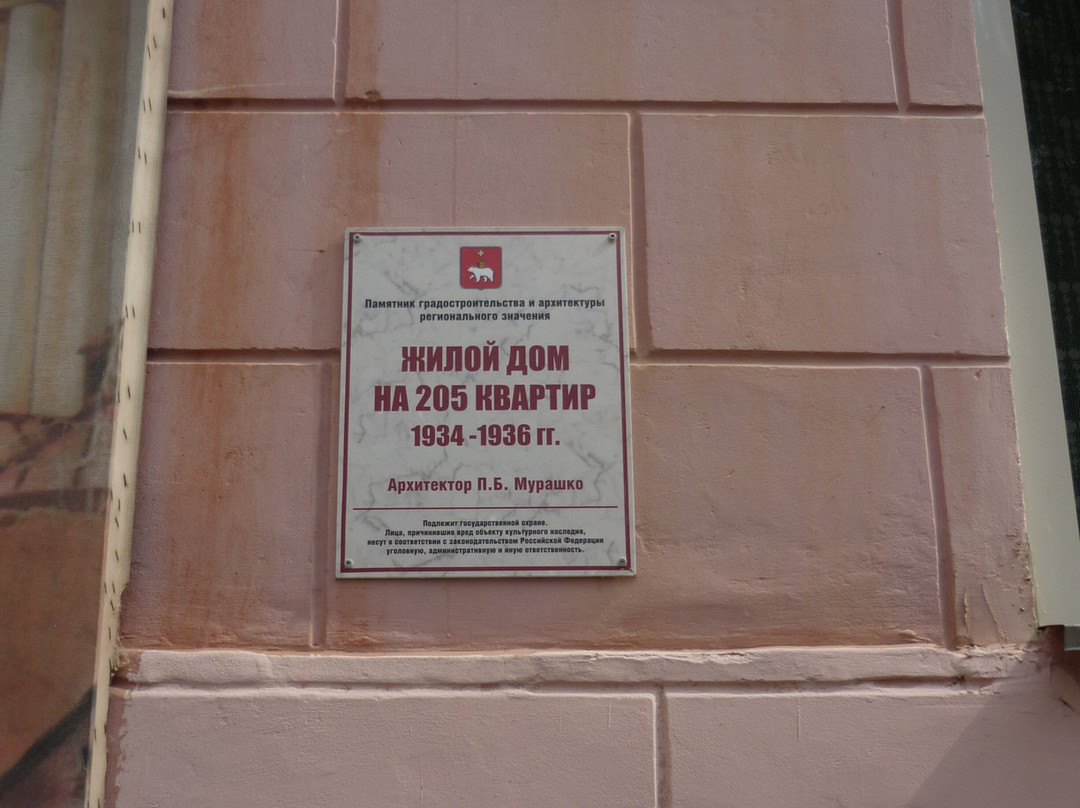 Памятник градостроительства и архитектуры
регионального значения
ЖИЛОЙ ДОМ
НА 205 КВАРТИР
1934 -1936 гг.
Архитектор П.Б. Мурашко
Подлежит государственной охране.
Лица, причинившие вред объекту культурного наследия,
несут в соответствии с законодательством Российской Федерации
уголовную, административную и иную ответственность.